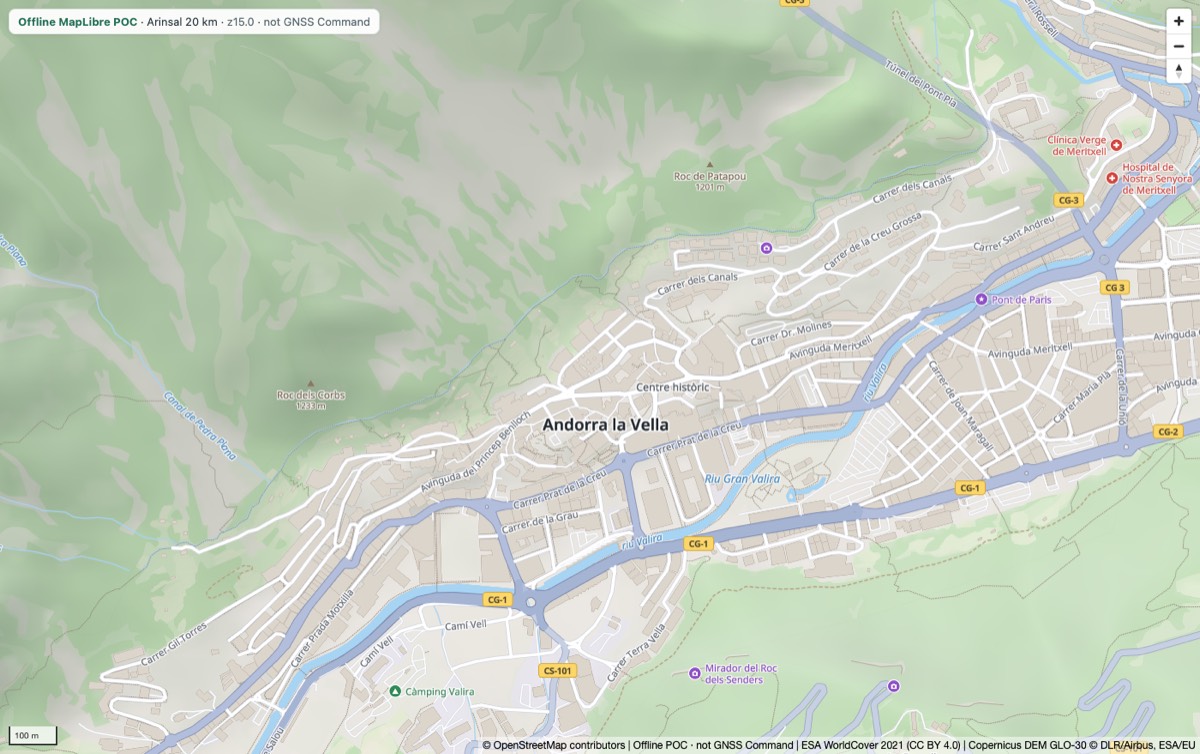 Offline MapLibre POC · Arinsal 20 km · z15.0 · not GNSS Command
CG-3
Túnel del Pont Pla
Clínica Verge
de Meritxell
Hospital de
Nostra Senyora
de Meritxell
Roc de Patapou
1201 m
Carrer dels Canals
CG-3
Carrer de la Creu Grossa
Carrer Sant Andreu
Carrer dels Canals
CG 3
Pont de París
Carrer Dr. Molines
Avinguda Meritxell
Avinguda Meritxell
Avinguda
riu Valira
Carrer de la Unió
Roc dels Corbs
1233 m
Centre històric
Carrer de Joan Maragall
Carrer Maria Pla
Avinguda
Canal de Pedro Plana
Avinguda del Príncep Benlloch
Andorra la Vella
Carrer Prat de la Creu
CG-2
Riu Gran Valira
Carrer Prat de la Creu
CG-1
Carrer de la Grau
riu Valira
CG-1
CG-1
Carrer Prada Motxilla
Camí Vell
Carrer Gil Torres
Camí Vell
Carrer Terra Vella
CS-101
Mirador del Roc
dels Senders
Càmping Valira
100 m
© OpenStreetMap contributors | Offline POC · not GNSS Command | ESA WorldCover 2021 (CC BY 4.0) | Copernicus DEM GLO-30 © DLR/Airbus, ESA/EU